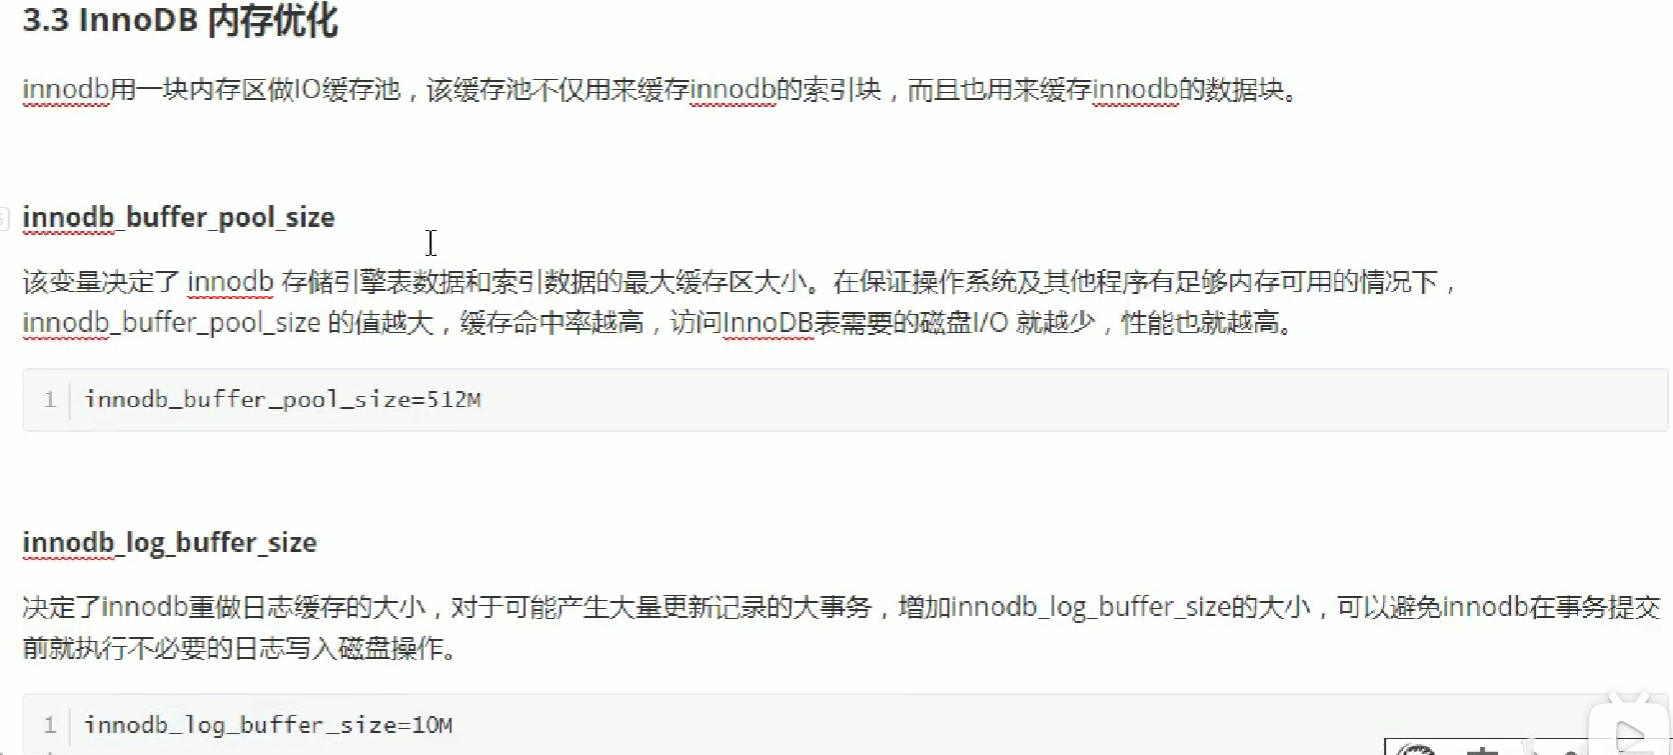 3.3 InnoDB 内存优化
innodb用一块内存区做IO缓存池，该缓存池不仅用来缓存innodb的索引块，而且也用来缓存innodb的数据块。
innodb_buffer_pool_size
该变量决定了 innodb 存储引擎表数据和索引数据的最大缓存区大小。在保证操作系统及其他程序有足够内存可用的情况下，
innodb_buffer_pool_size 的值越大，缓存命中率越高，访问InnoDB表需要的磁盘I/O 就越少，性能也就越高。
1 innodb_buffer_pool_size=512M
innodb_log_buffer_size
决定了innodb重做日志缓存的大小，对于可能产生大量更新记录的大事务，增加innodb_log_buffer_size的大小，可以避免innodb在事务提交
前就执行不必要的日志写入磁盘操作。
1 innodb_log_buffer_size=10M